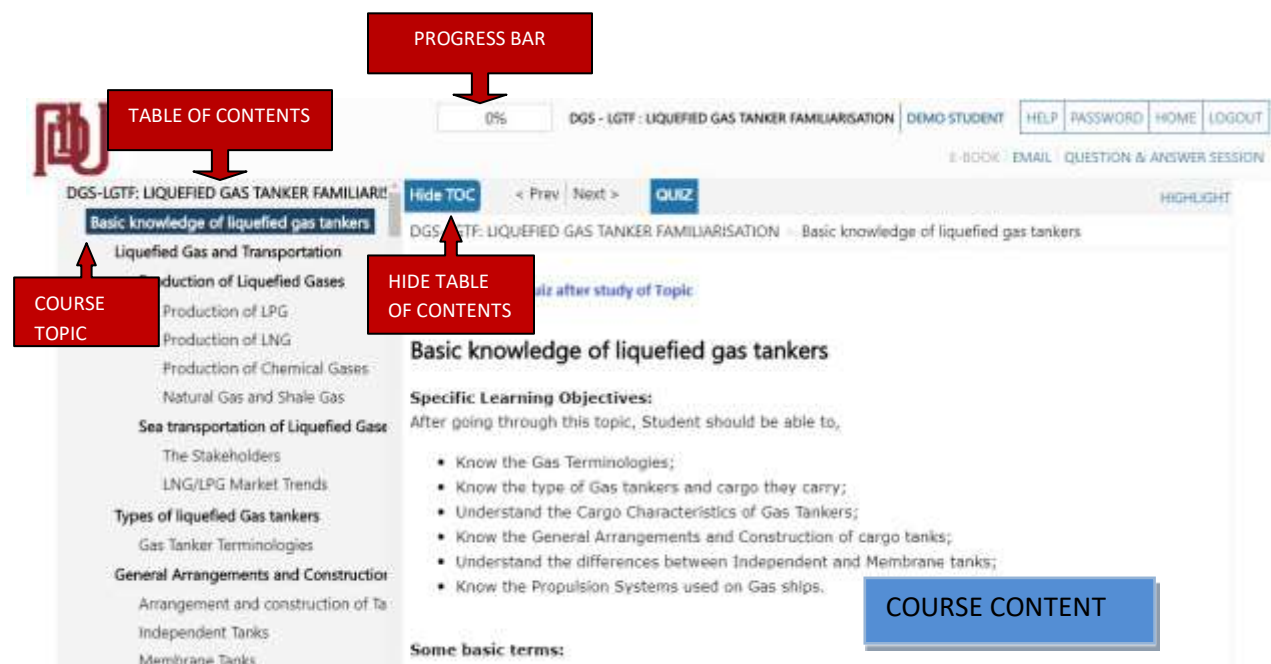 PROGRESS BAR
TABLE OF CONTENTS
0% DGS - LGTF : LIQUEFIED GAS TANKER FAMILIARISATION DEMO STUDENT HELP PASSWORD HOME LOGOUT
E-BOOK EMAIL QUESTION & ANSWER SESSION
DGS-LGTF: LIQUEFIED GAS TANKER FAMILIARIS
Hide TOC < Prev Next > QUIZ HIGHLIGHT
Basic knowledge of liquefied gas tankers
DGS LGTF: LIQUEFIED GAS TANKER FAMILIARISATION Basic knowledge of liquefied gas tankers
Liquefied Gas and Transportation
duction of Liquefied Gases
COURSE
TOPIC
HIDE TABLE
OF CONTENTS
uiz after study of Topic
Production of LPG
Production of LNG
Production of Chemical Gases
Natural Gas and Shale Gas
Sea transportation of Liquefied Gase
The Stakeholders
LNG/LPG Market Trends
Types of liquefied Gas tankers
Gas Tanker Terminologies
General Arrangements and Construction
Arrangement and construction of Ta
Independent Tanks
Membrane Tanks
Basic knowledge of liquefied gas tankers
Specific Learning Objectives:
After going through this topic, Student should be able to,
• Know the Gas Terminologies;
• Know the type of Gas tankers and cargo they carry;
• Understand the Cargo Characteristics of Gas Tankers;
• Know the General Arrangements and Construction of cargo tanks;
• Understand the differences between Independent and Membrane tanks;
• Know the Propulsion Systems used on Gas ships.
COURSE CONTENT
Some basic terms: